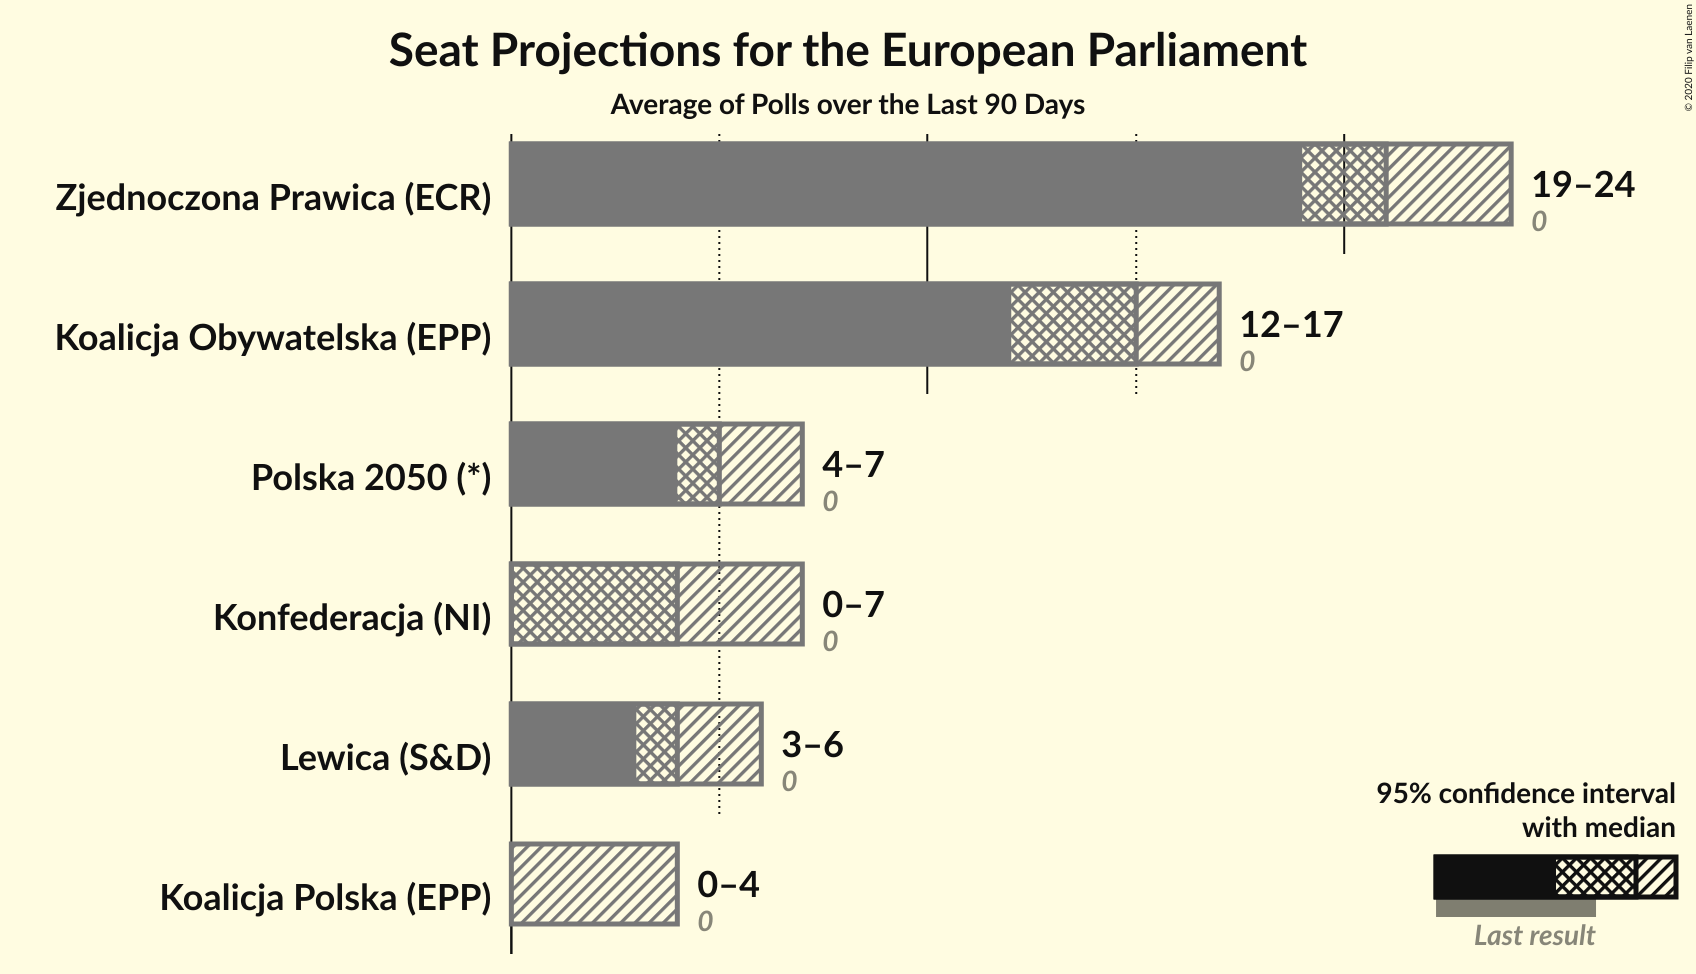 Seat Projections for the European Parliament
Average of Polls over the Last 90 Days
© 2020 Filip van Laenen
Zjednoczona Prawica (ECR)
19–24
0
Koalicja Obywatelska (EPP)
12–17
0
Polska 2050 (*)
4–7
0
Konfederacja (NI)
0–7
0
Lewica (S&D)
3–6
0
Koalicja Polska (EPP)
0–4
0
95% confidence interval
with median
Last result